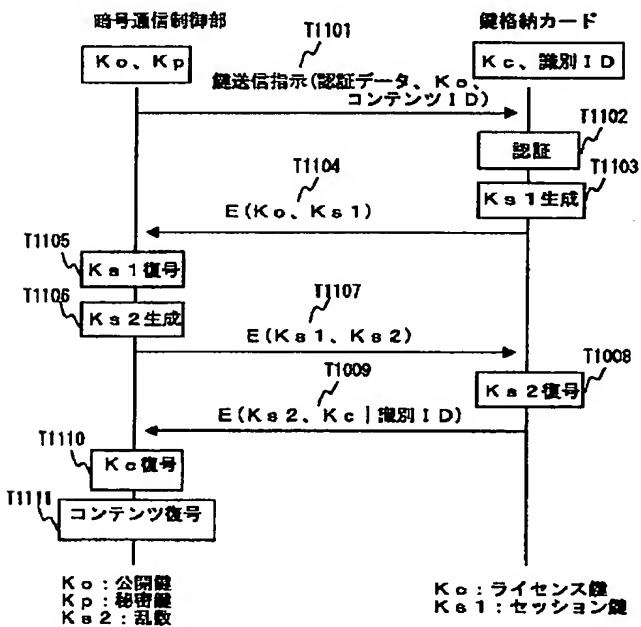 暗号通信制御部
T1101
鍵格納カード
Ko、Kp
Kc、識別ID
鍵送信指示(認証データ、Ko、
コンテンツID)
T1102
認証
T1103
T1104
Ks1生成
E(Ko、Ks1)
T1105
Ks1復号
T1106
Ks2生成
T1107
E(Ks1、Ks2)
T1008
T1009
Ks2復号
E(Ks2、Kc|識別ID)
T1110
Kc復号
T1111
コンテンツ復号
Ko:公開鍵
Kp:秘密鍵
Ks2:乱数
Kc:ライセンス鍵
Ks1:セッション鍵